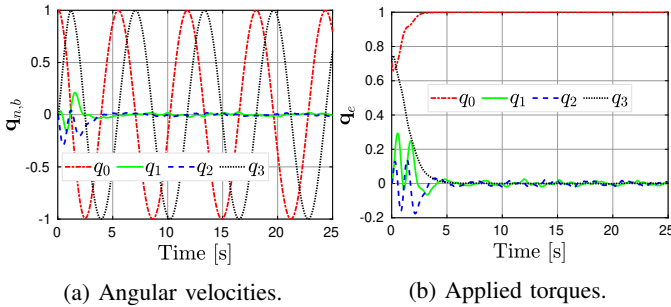 1
0.5
0
-0.5
-1
0 5 10 15 20 25
q_{n,b}
q_0 q_1 q_2 q_3
Time [s]
(a) Angular velocities.
1
0.8
0.6
0.4
0.2
0
-0.2
0 5 10 15 20 25
q_e
q_0 q_1 q_2 q_3
Time [s]
(b) Applied torques.